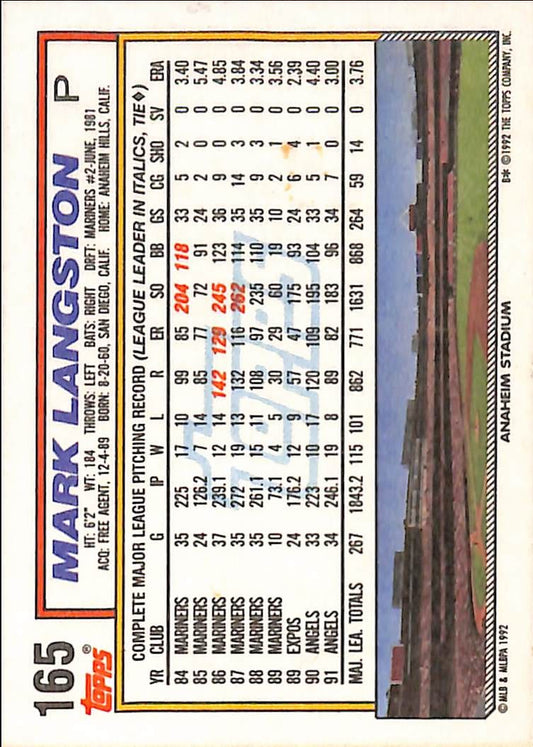 165
Topps®
MARK LANGSTON P
HT: 6'2" WT: 184 THROWS: LEFT BATS: RIGHT DRFT: MARINERS #2-JUNE, 1981
ACQ: FREE AGENT, 12-4-89 BORN: 8-20-60, SAN DIEGO, CALIF. HOME: ANAHEIM HILLS, CALIF.
COMPLETE MAJOR LEAGUE PITCHING RECORD (LEAGUE LEADER IN ITALICS, TIE◆)
YR CLUB G IP W L R ER SO BB GS CG SHO SV ERA
84 MARINERS 35 225 17 10 99 85 204 118 33 5 2 0 3.40
85 MARINERS 24 126.2 7 14 85 77 72 91 24 2 0 0 5.47
86 MARINERS 37 239.1 12 14 142 129 245 123 36 9 0 0 4.85
87 MARINERS 35 272 19 13 132 116 262 114 35 14 3 0 3.84
88 MARINERS 35 261.1 15 11 108 97 235 110 35 9 3 0 3.34
89 MARINERS 10 73.1 4 5 30 29 60 19 10 2 1 0 3.56
89 EXPOS 24 176.2 12 9 57 47 175 93 24 6 4 0 2.39
90 ANGELS 33 223 10 17 120 109 195 104 33 5 1 0 4.40
91 ANGELS 34 246.1 19 8 89 82 183 96 34 7 0 0 3.00
MAJ. LEA. TOTALS 267 1843.2 115 101 862 771 1631 868 264 59 14 0 3.76
TOPPS
© MLB & MLBPA 1992
ANAHEIM STADIUM
B* © 1992 THE TOPPS COMPANY, INC.